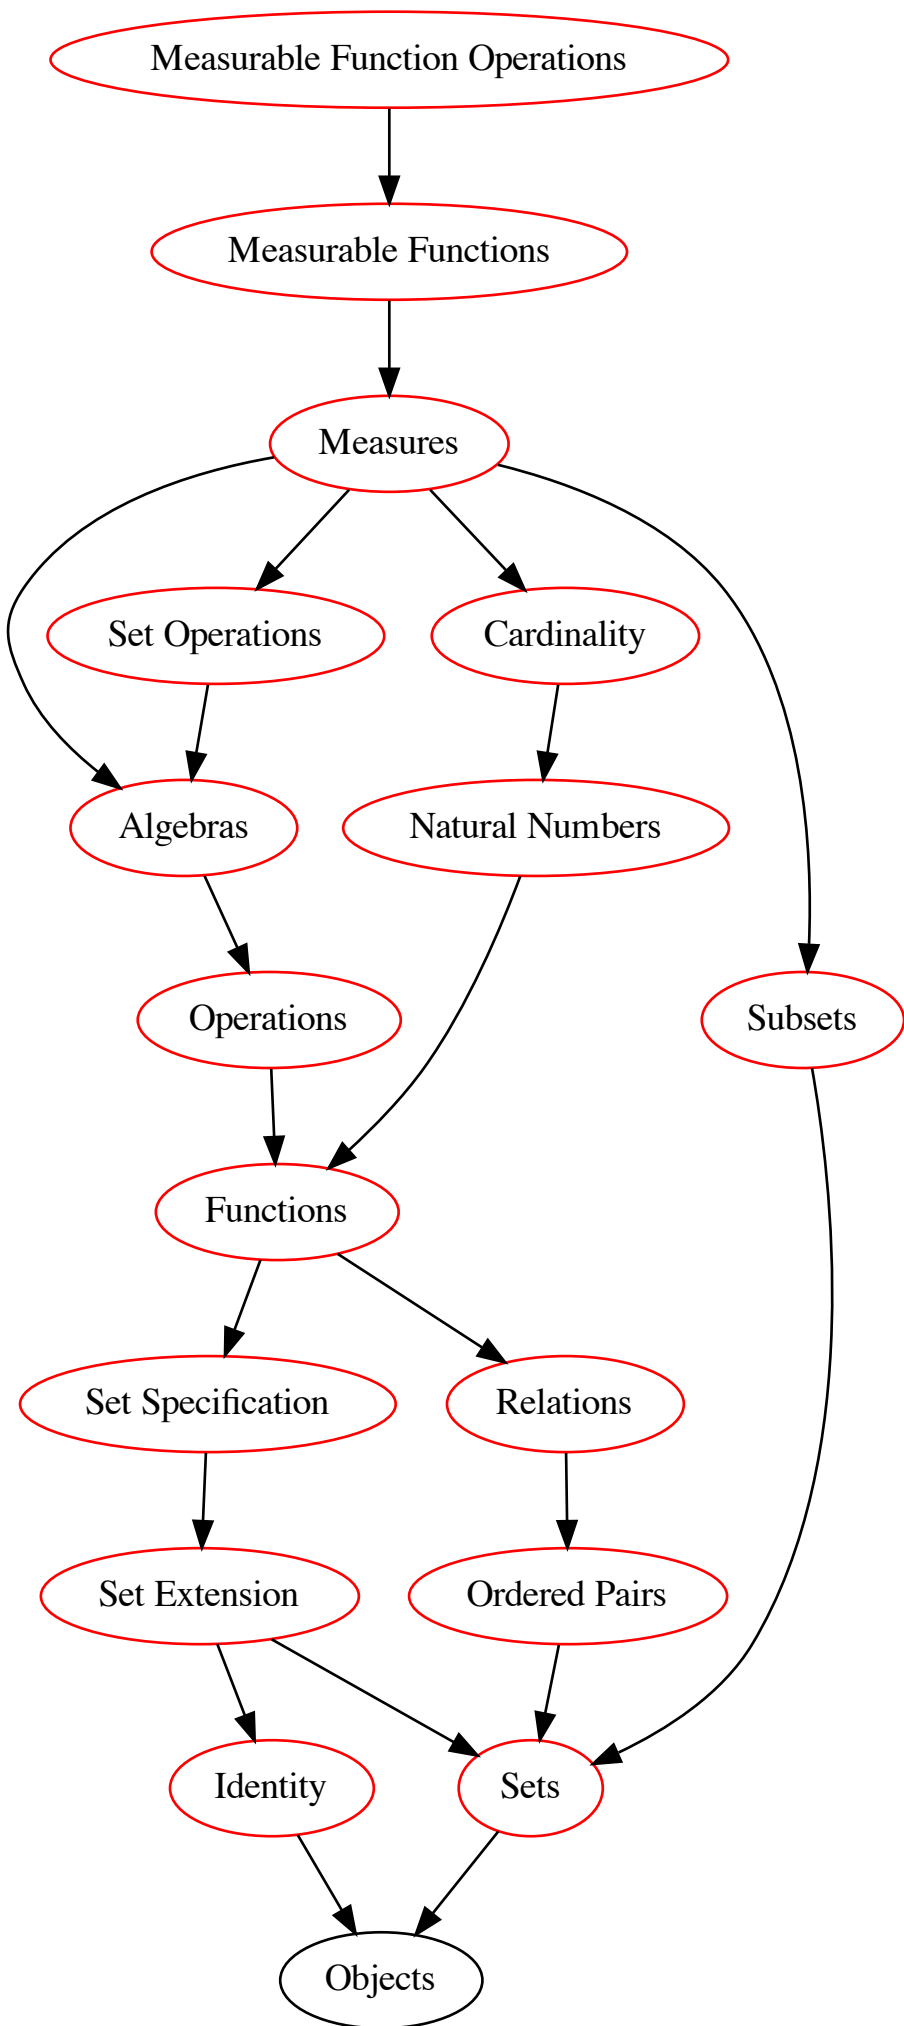 Measurable Function Operations
Measurable Functions
Measures
Set Operations
Cardinality
Algebras
Natural Numbers
Operations
Subsets
Functions
Set Specification
Relations
Set Extension
Ordered Pairs
Identity
Sets
Objects